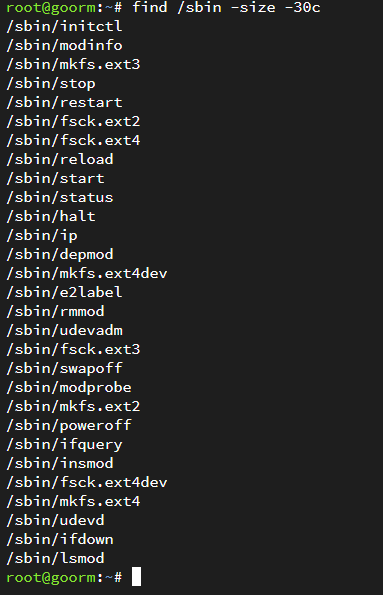 root@goorm:~# find /sbin -size -30c
/sbin/initctl
/sbin/modinfo
/sbin/mkfs.ext3
/sbin/stop
/sbin/restart
/sbin/fsck.ext2
/sbin/fsck.ext4
/sbin/reload
/sbin/start
/sbin/status
/sbin/halt
/sbin/ip
/sbin/depmod
/sbin/mkfs.ext4dev
/sbin/e2label
/sbin/rmmod
/sbin/udevadm
/sbin/fsck.ext3
/sbin/swapoff
/sbin/modprobe
/sbin/mkfs.ext2
/sbin/poweroff
/sbin/ifquery
/sbin/insmod
/sbin/fsck.ext4dev
/sbin/mkfs.ext4
/sbin/udevd
/sbin/ifdown
/sbin/lsmod
root@goorm:~#